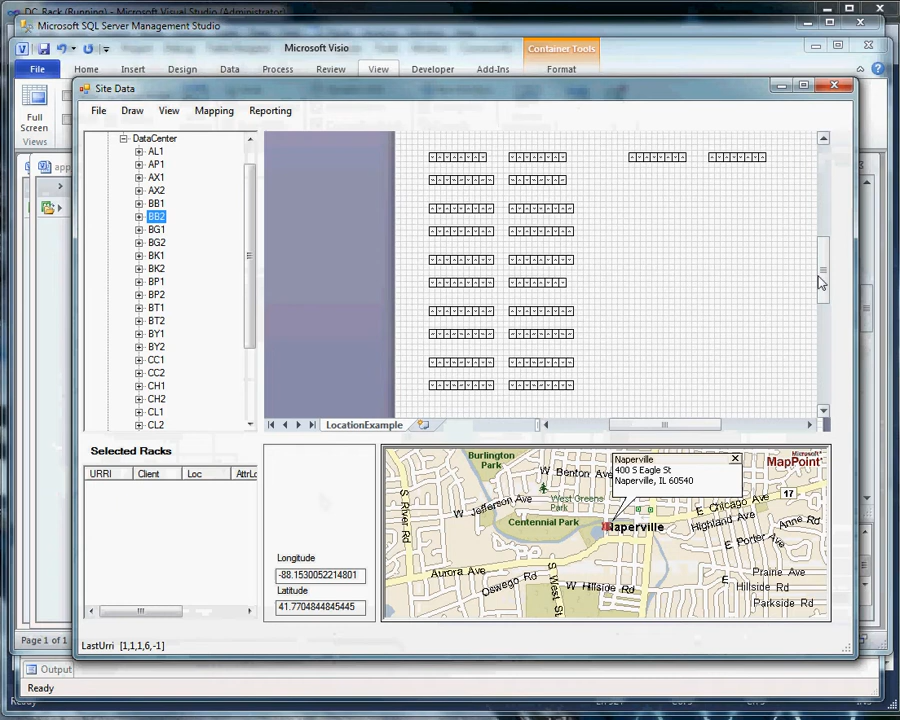 DC_Rack (Running) - Microsoft Visual Studio (Administrator)
Microsoft SQL Server Management Studio
Microsoft Visio
Container Tools
File Home Insert Design Data Process Review View Developer Add-Ins Format
Full
Screen
Views
Site Data
File Draw View Mapping Reporting
DataCenter
AL1
AP1
AX1
AX2
BB1
BB2
BG1
BG2
BK1
BK2
BP1
BP2
BT1
BT2
BY1
BY2
CC1
CC2
CH1
CH2
CL1
CL2
LocationExample
Selected Racks
URRI Client Loc AttrLo
Longitude
-88.1530052214801
Latitude
41.7704844845445
Burlington
Park
W Benton Ave
S River Rd
W Jefferson Ave
West Greens
Park
Centennial Park
Naperville
400 S Eagle St
Naperville, IL 60540
Microsoft
MapPoint
17
E Chicago Ave
Highland Ave
Anne Rd
E Porter Ave
Naperville
Aurora Ave
Oswego Rd
S West St
W Hillside Rd
Prairie Ave
Hillside Rd
Parkside Rd
LastUrri [1,1,1,6,-1]
Page 1 of 1
Output
Ready
Ready